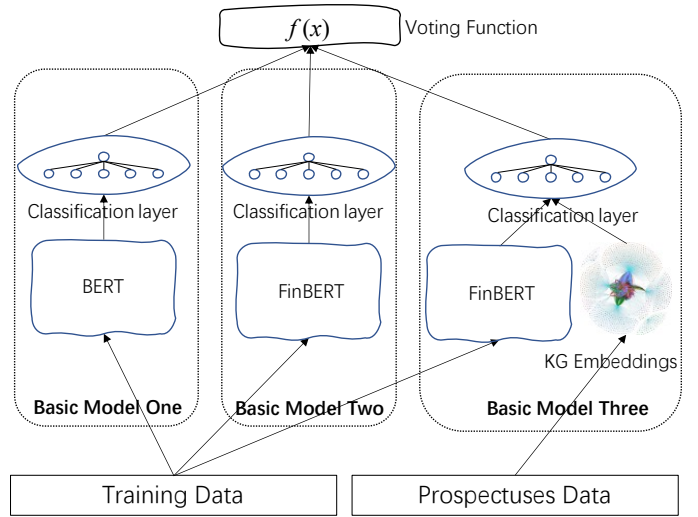 f(x)
Voting Function
Classification layer
Classification layer
Classification layer
BERT
FinBERT
FinBERT
KG Embeddings
Basic Model One
Basic Model Two
Basic Model Three
Training Data
Prospectuses Data